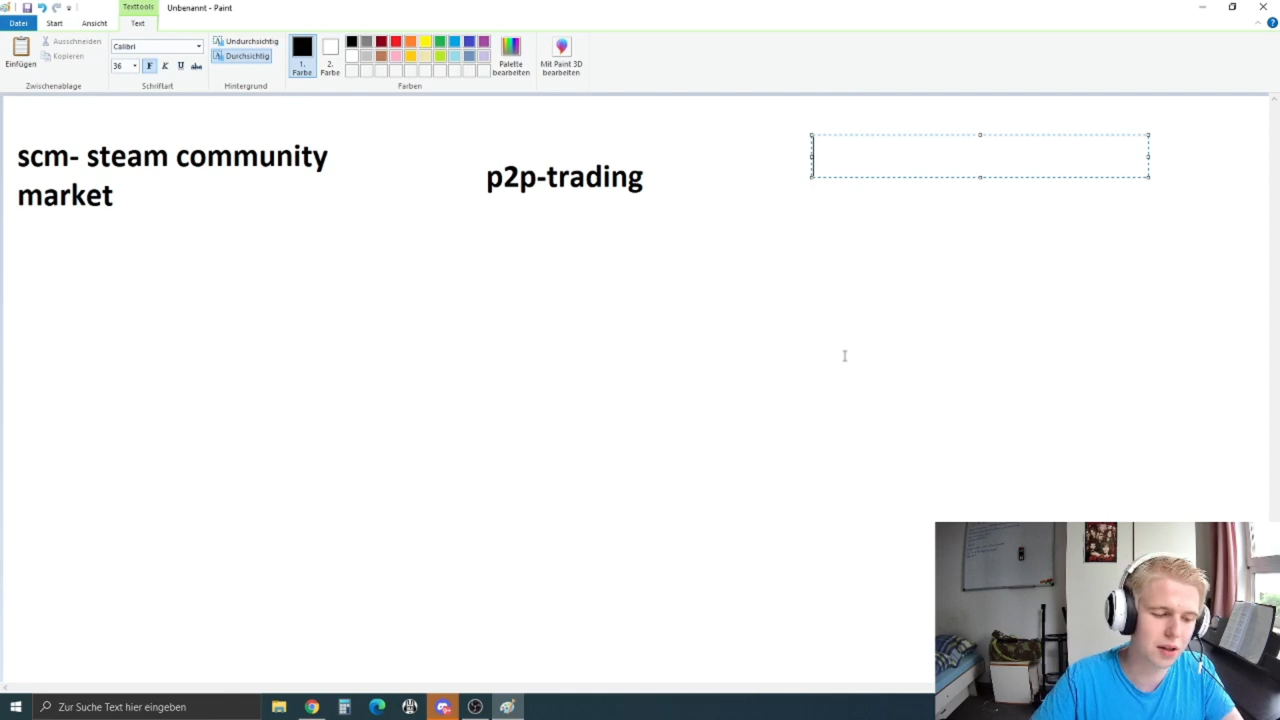 Texttools
Unbenannt - Paint
Datei
Start
Ansicht
Text
Einfügen
Ausschneiden
Kopieren
Zwischenablage
Calibri
36
F
K
U
abc
Schriftart
Undurchsichtig
Durchsichtig
Hintergrund
1.
Farbe
2.
Farbe
Farben
Palette
bearbeiten
Mit Paint 3D
bearbeiten
scm- steam community
market
p2p-trading
Zur Suche Text hier eingeben